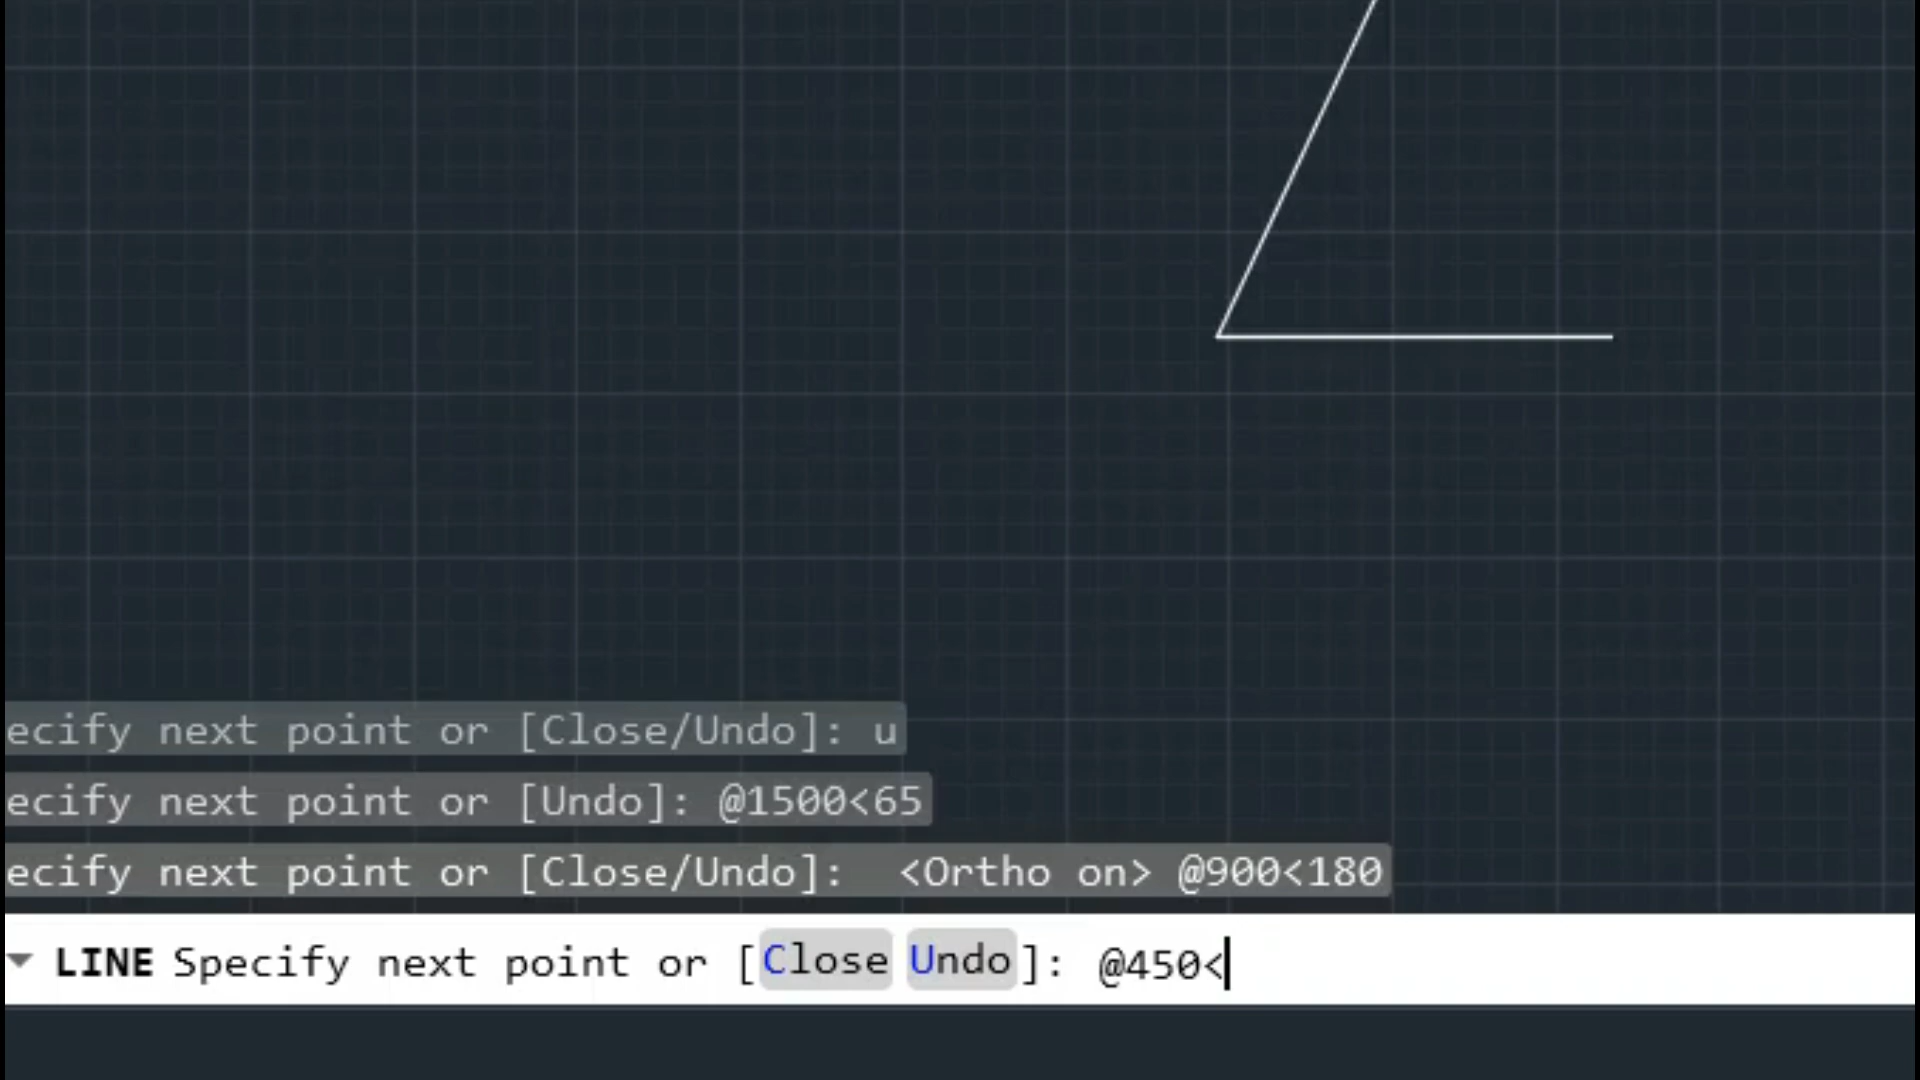 ecify next point or [Close/Undo]: u
ecify next point or [Undo]: @1500<65
ecify next point or [Close/Undo]:  <Ortho on> @900<180
LINE Specify next point or [Close Undo]: @450<